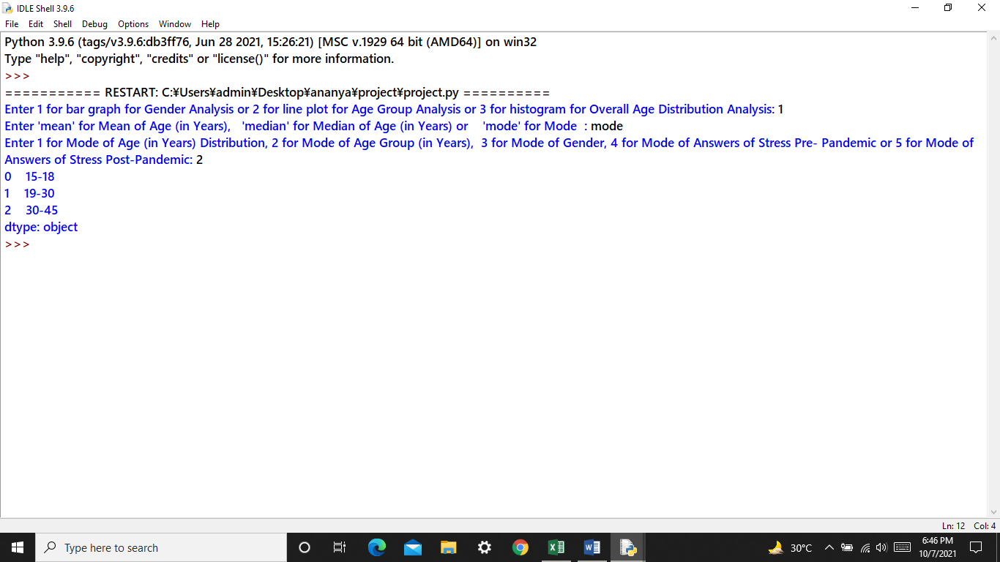 IDLE Shell 3.9.6
File Edit Shell Debug Options Window Help
Python 3.9.6 (tags/v3.9.6:db3ff76, Jun 28 2021, 15:26:21) [MSC v.1929 64 bit (AMD64)] on win32
Type "help", "copyright", "credits" or "license()" for more information.
>>>
=========== RESTART: C:¥Users¥admin¥Desktop¥ananya¥project¥project.py ==========
Enter 1 for bar graph for Gender Analysis or 2 for line plot for Age Group Analysis or 3 for histogram for Overall Age Distribution Analysis: 1
Enter 'mean' for Mean of Age (in Years),   'median' for Median of Age (in Years) or    'mode' for Mode  : mode
Enter 1 for Mode of Age (in Years) Distribution, 2 for Mode of Age Group (in Years),  3 for Mode of Gender, 4 for Mode of Answers of Stress Pre- Pandemic or 5 for Mode of
Answers of Stress Post-Pandemic: 2
0    15-18
1    19-30
2    30-45
dtype: object
>>>
Ln: 12 Col: 4
Type here to search
30°C
6:46 PM
10/7/2021